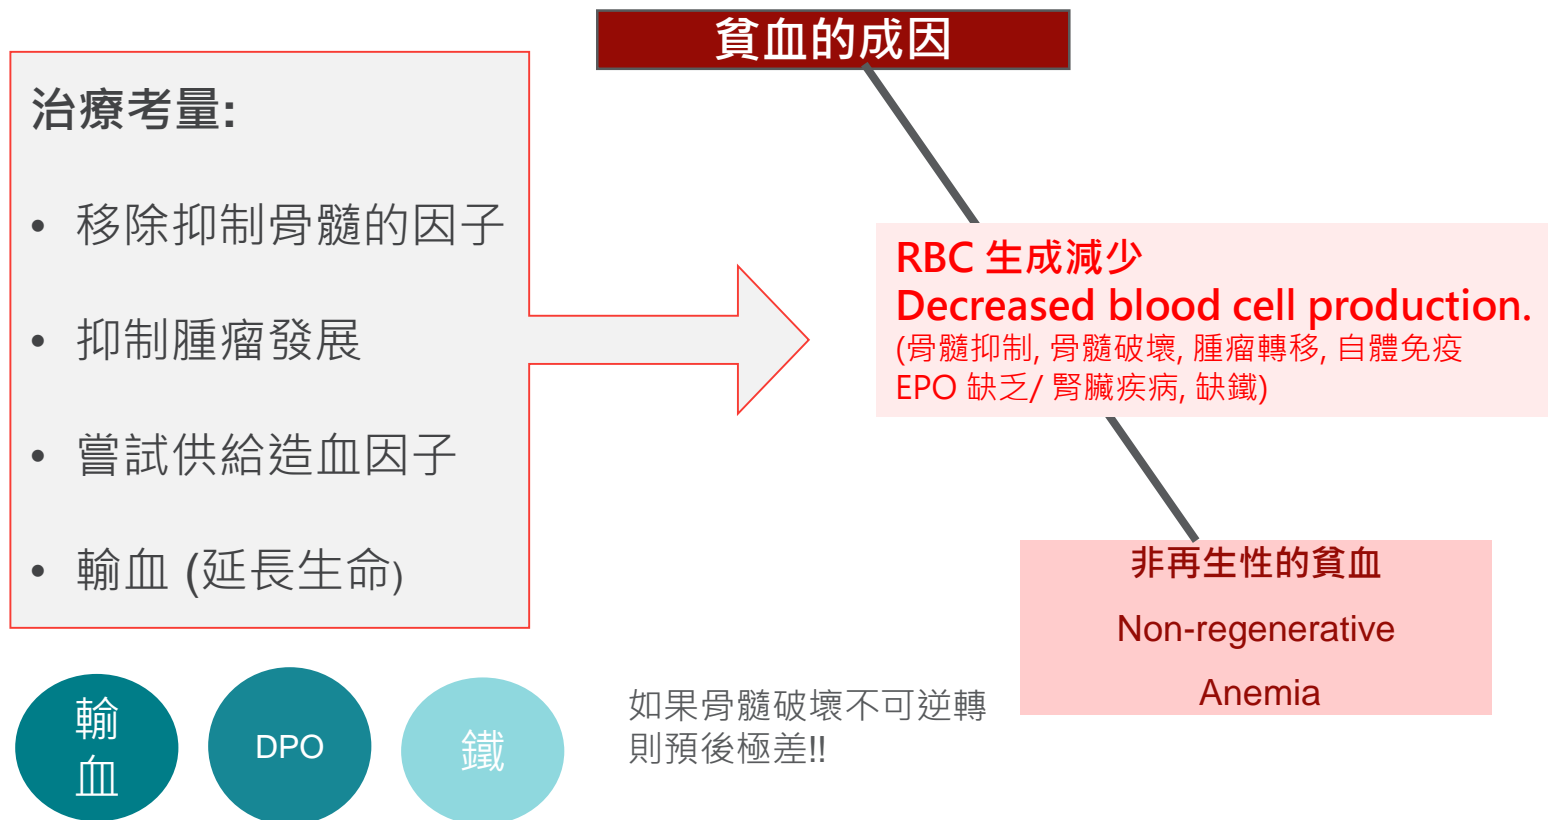 貧血的成因
治療考量:
• 移除抑制骨髓的因子
• 抑制腫瘤發展
• 嘗試供給造血因子
• 輸血 (延長生命)
RBC 生成減少
Decreased blood cell production.
(骨髓抑制, 骨髓破壞, 腫瘤轉移, 自體免疫
EPO 缺乏/ 腎臟疾病, 缺鐵)
非再生性的貧血
Non-regenerative
Anemia
輸
血
DPO
鐵
如果骨髓破壞不可逆轉
則預後極差!!